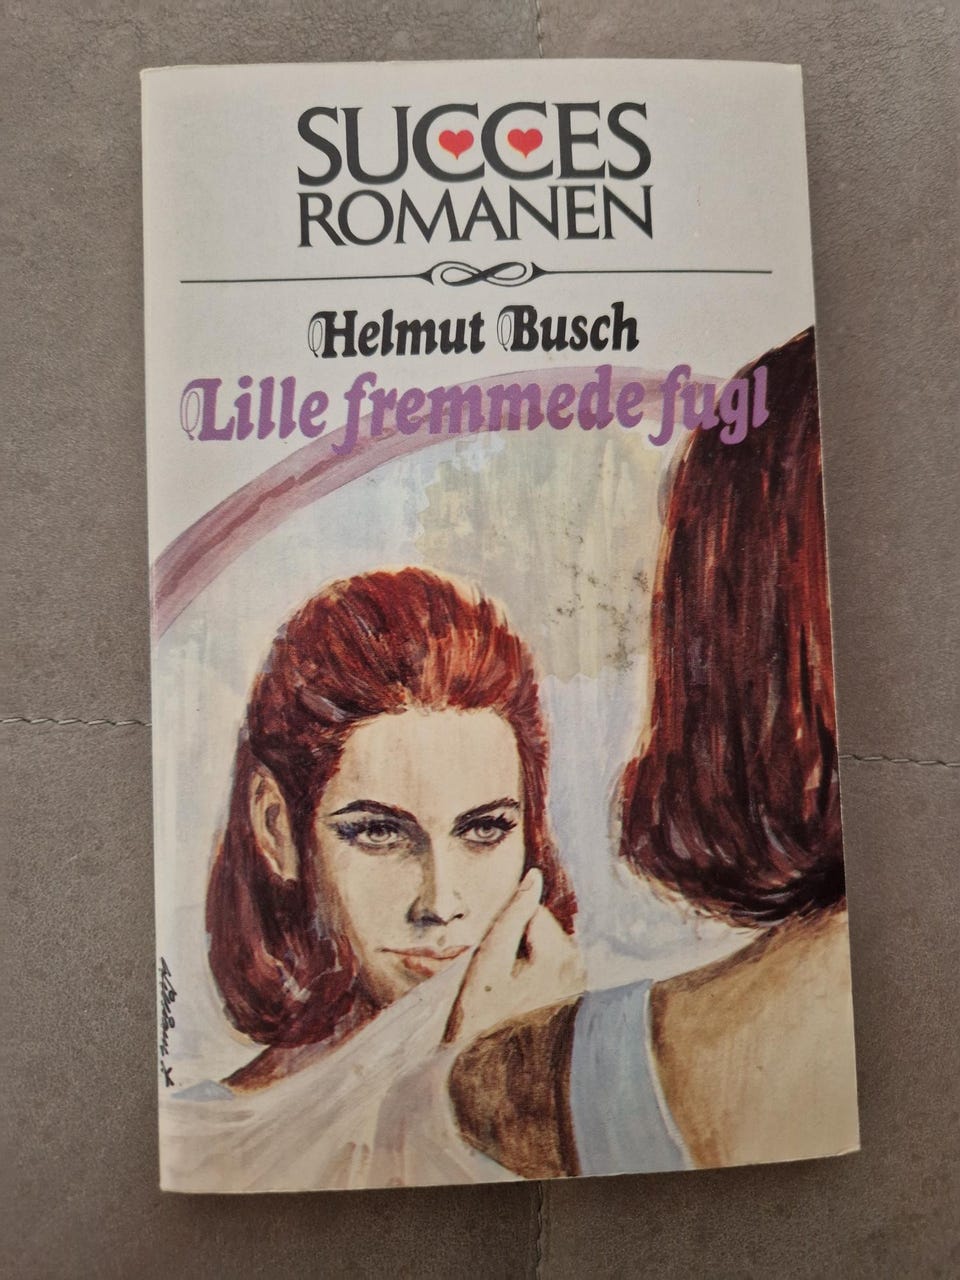 SUCCES
ROMANEN
Helmut Busch
Lille fremmede fugl